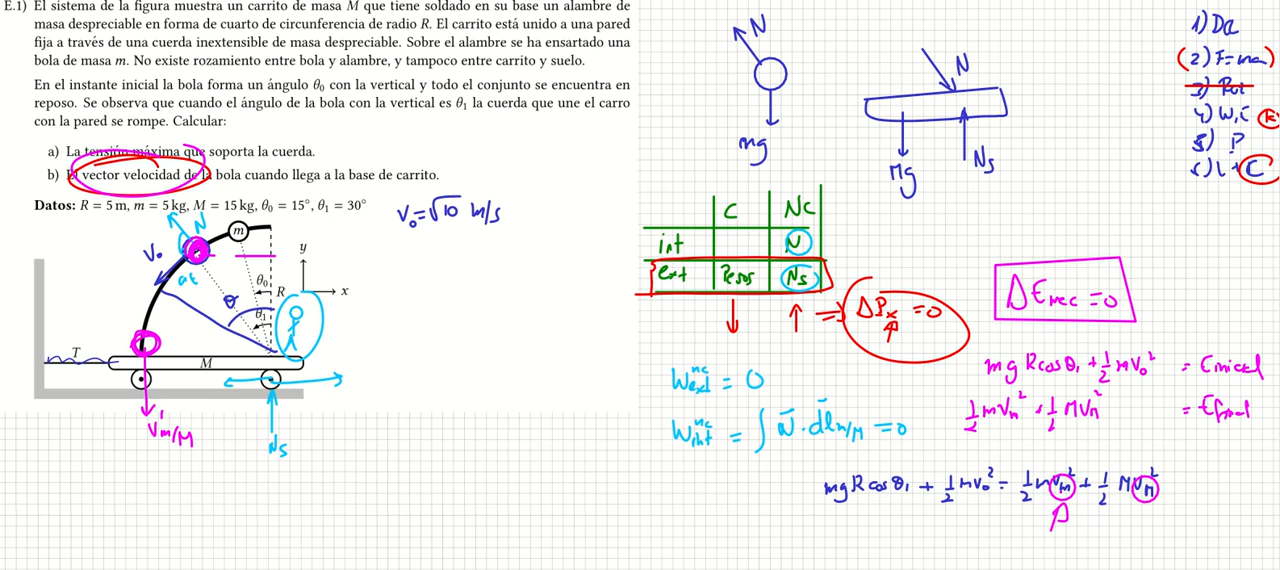 E.1) El sistema de la figura muestra un carrito de masa M que tiene soldado en su base un alambre de
masa despreciable en forma de cuarto de circunferencia de radio R. El carrito está unido a una pared
fija a través de una cuerda inextensible de masa despreciable. Sobre el alambre se ha ensartado una
bola de masa m. No existe rozamiento entre bola y alambre, y tampoco entre carrito y suelo.
En el instante inicial la bola forma un ángulo θ₀ con la vertical y todo el conjunto se encuentra en
reposo. Se observa que cuando el ángulo de la bola con la vertical es θ₁ la cuerda que une el carro
con la pared se rompe. Calcular:
a) La tensión máxima que soporta la cuerda.
b) El vector velocidad de la bola cuando llega a la base de carrito.
Datos: R = 5 m, m = 5 kg, M = 15 kg, θ₀ = 15°, θ₁ = 30°
V₀ = √10 m/s
N
m
V₀
at
y
x
θ₀
R
θ
θ₁
T
M
V'm/M
Ns
N
mg
N
Mg
Ns
1) DCL
(2) F=ma)
3) Rot
4) W,E (K)
5) P
C NC
int N
ext Pesos Ns
⇒ ΔPx = 0
ΔEmec = 0
W ext nc = 0
W int nc = ∫ N̄ · dl̄ m/M = 0
mg R cos θ₁ + 1/2 mV₀² = Einicial
1/2 mVm² + 1/2 MVM² = Efinal
mg R cos θ₁ + 1/2 mV₀² = 1/2 mVm² + 1/2 MVM²